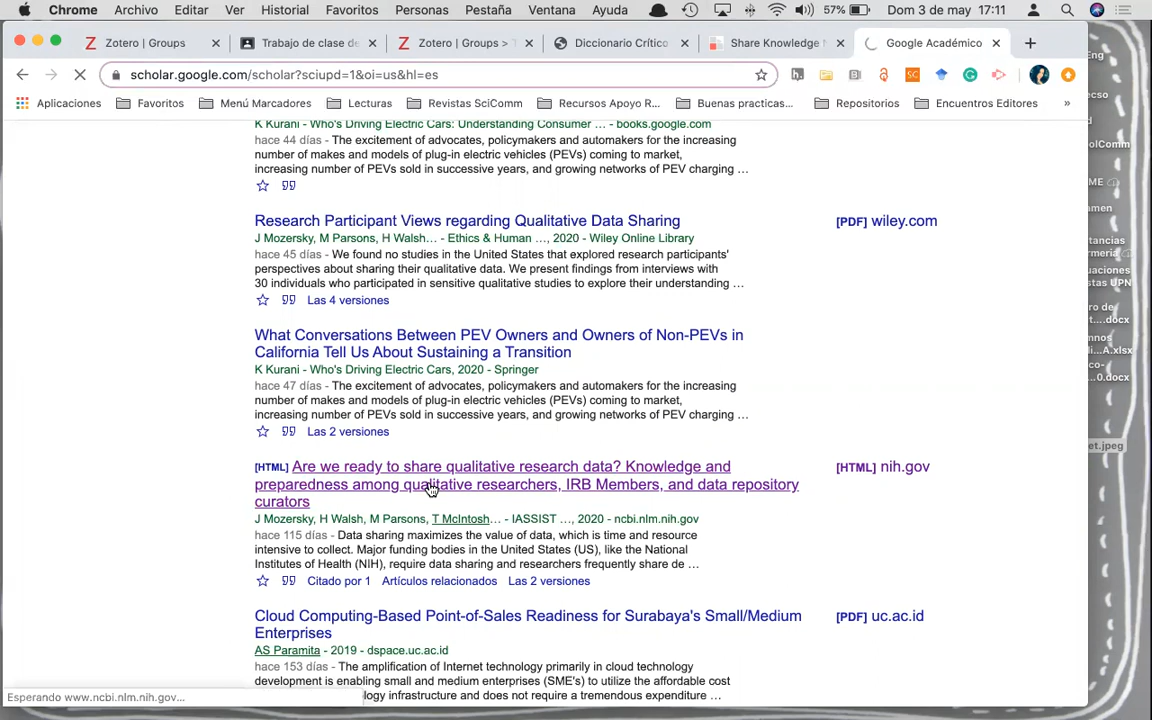 Chrome Archivo Editar Ver Historial Favoritos Personas Pestaña Ventana Ayuda 57% Dom 3 de may 17:11
Zotero | Groups
Trabajo de clase de
Zotero | Groups > T
Diccionario Crítico
Share Knowledge
Google Académico
scholar.google.com/scholar?sciupd=1&oi=us&hl=es
Aplicaciones Favoritos Menú Marcadores Lecturas Revistas SciComm Recursos Apoyo R... Buenas practicas... Repositorios Encuentros Editores »
K Kurani - Who's Driving Electric Cars: Understanding Consumer … - books.google.com
hace 44 días - The excitement of advocates, policymakers and automakers for the increasing
number of makes and models of plug-in electric vehicles (PEVs) coming to market,
increasing number of PEVs sold in successive years, and growing networks of PEV charging …
Research Participant Views regarding Qualitative Data Sharing
[PDF] wiley.com
J Mozersky, M Parsons, H Walsh… - Ethics & Human …, 2020 - Wiley Online Library
hace 45 días - We found no studies in the United States that explored research participants'
perspectives about sharing their qualitative data. We present findings from interviews with
30 individuals who participated in sensitive qualitative studies to explore their understanding …
Las 4 versiones
What Conversations Between PEV Owners and Owners of Non-PEVs in
California Tell Us About Sustaining a Transition
K Kurani - Who's Driving Electric Cars, 2020 - Springer
hace 47 días - The excitement of advocates, policymakers and automakers for the increasing
number of makes and models of plug-in electric vehicles (PEVs) coming to market,
increasing number of PEVs sold in successive years, and growing networks of PEV charging …
Las 2 versiones
[HTML] Are we ready to share qualitative research data? Knowledge and
preparedness among qualitative researchers, IRB Members, and data repository
curators
[HTML] nih.gov
J Mozersky, H Walsh, M Parsons, T McIntosh… - IASSIST …, 2020 - ncbi.nlm.nih.gov
hace 115 días - Data sharing maximizes the value of data, which is time and resource
intensive to collect. Major funding bodies in the United States (US), like the National
Institutes of Health (NIH), require data sharing and researchers frequently share de …
Citado por 1 Artículos relacionados Las 2 versiones
Cloud Computing-Based Point-of-Sales Readiness for Surabaya's Small/Medium
Enterprises
[PDF] uc.ac.id
AS Paramita - 2019 - dspace.uc.ac.id
hace 153 días - The amplification of Internet technology primarily in cloud technology
development is enabling small and medium enterprises (SME's) to utilize the affordable cost
logy infrastructure and does not require a tremendous expenditure …
Esperando www.ncbi.nlm.nih.gov...